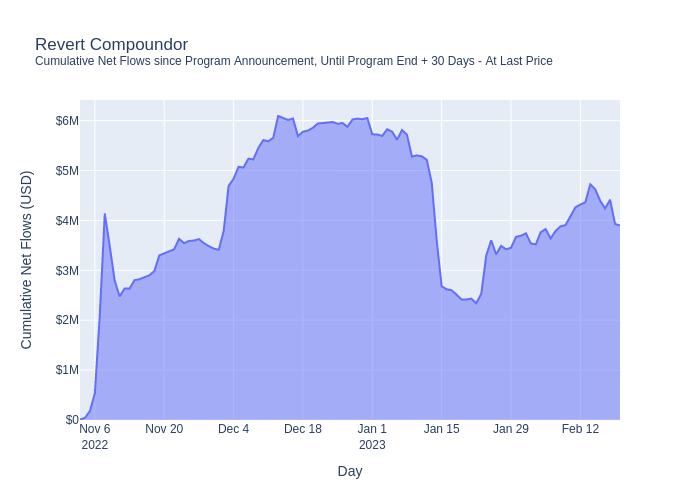 Revert Compoundor
Cumulative Net Flows since Program Announcement, Until Program End + 30 Days - At Last Price
Cumulative Net Flows (USD)
$6M
$5M
$4M
$3M
$2M
$1M
$0
Nov 6 Nov 20 Dec 4 Dec 18 Jan 1 Jan 15 Jan 29 Feb 12
2022 2023
Day